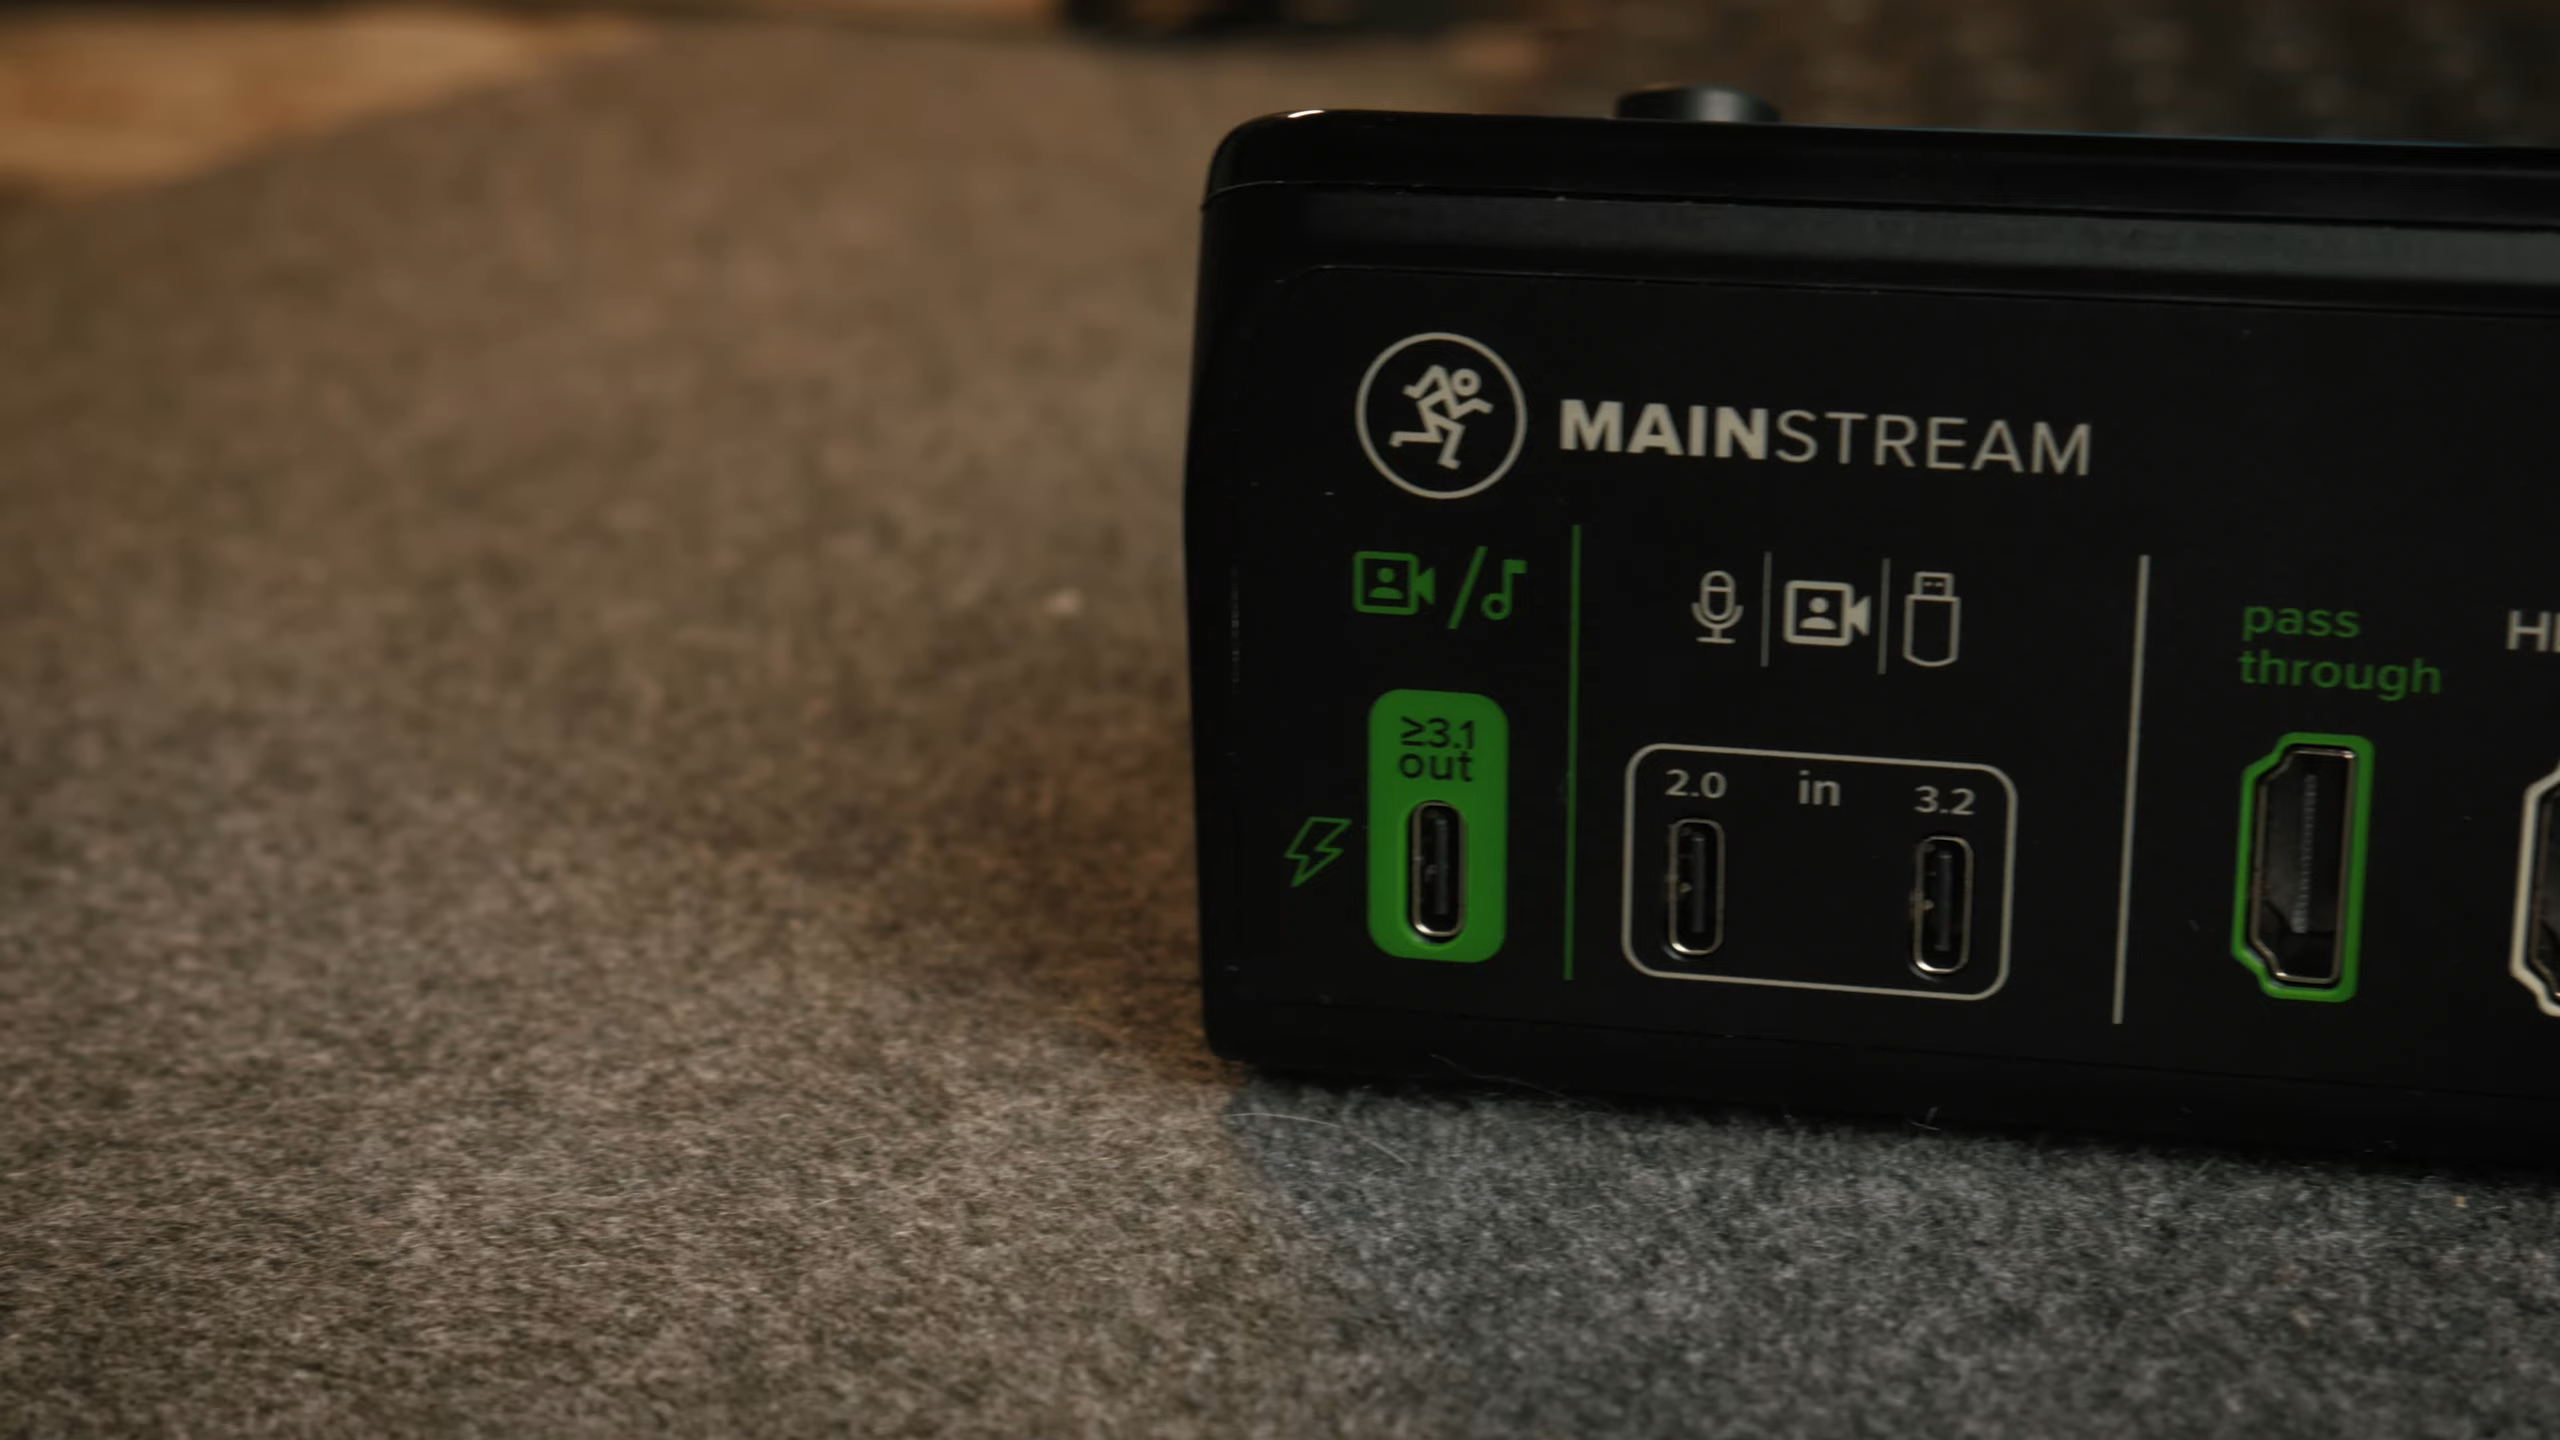 MAINSTREAM
≥3.1
out
2.0 in 3.2
pass
through